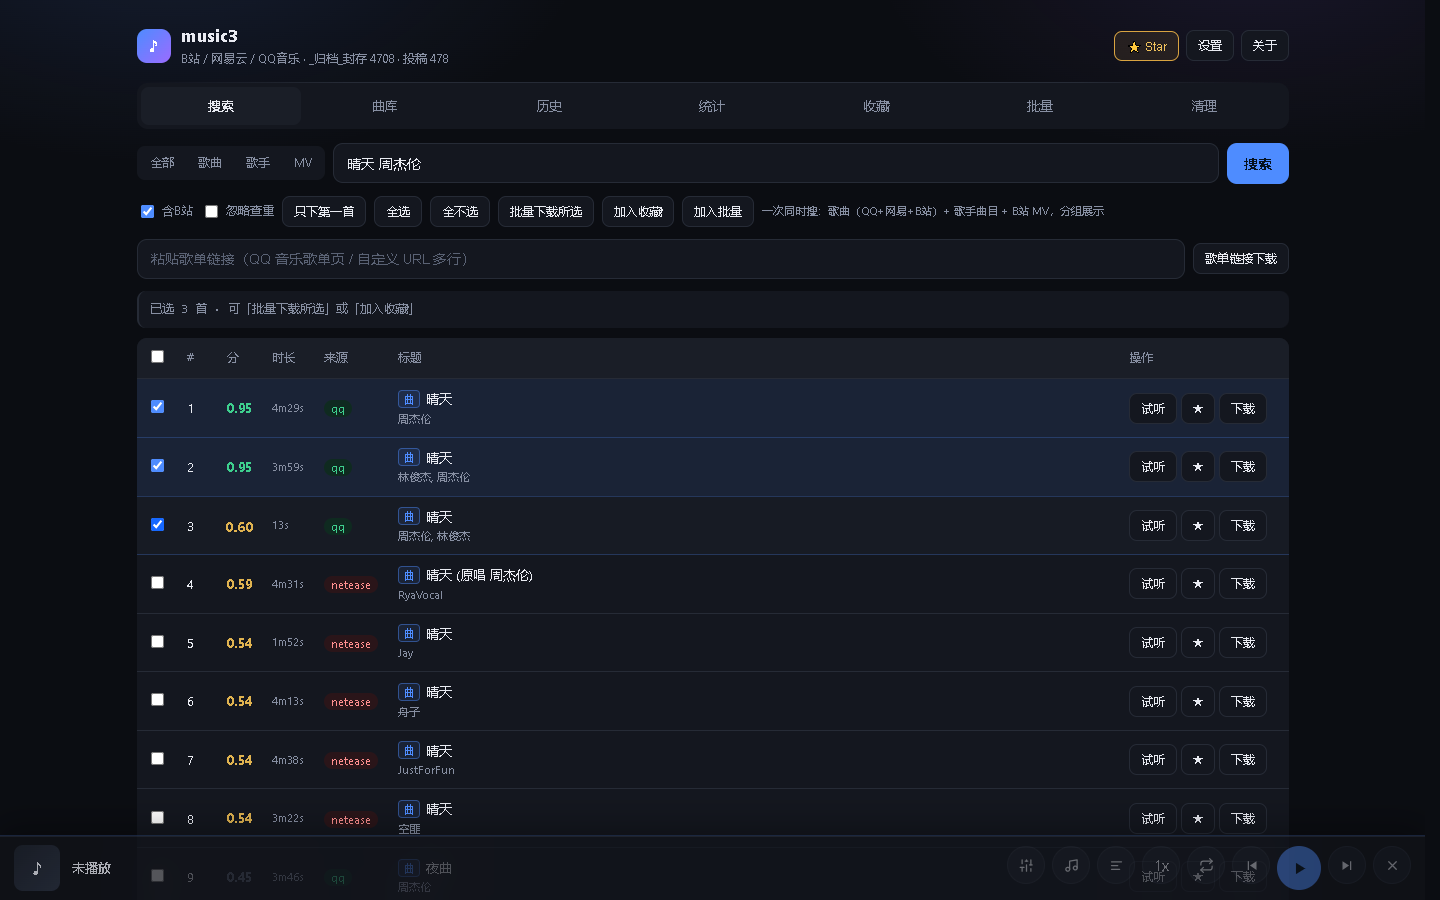 music3
B站 / 网易云 / QQ音乐 · _归档_封存 4708 · 投稿 478
★ Star 设置 关于
搜索 曲库 历史 统计 收藏 批量 清理
全部 歌曲 歌手 MV 晴天 周杰伦 搜索
含B站 忽略查重 只下第一首 全选 全不选 批量下载所选 加入收藏 加入批量 一次同时搜：歌曲（QQ+网易+B站）+ 歌手曲目 + B站 MV，分组展示
粘贴歌单链接（QQ 音乐歌单页 / 自定义 URL 多行） 歌单链接下载
已选 3 首 · 可「批量下载所选」或「加入收藏」
# 分 时长 来源 标题 操作
1 0.95 4m29s qq 曲 晴天 试听 ★ 下载
周杰伦
2 0.95 3m59s qq 曲 晴天 试听 ★ 下载
林俊杰, 周杰伦
3 0.60 13s qq 曲 晴天 试听 ★ 下载
周杰伦, 林俊杰
4 0.59 4m31s netease 曲 晴天 (原唱 周杰伦) 试听 ★ 下载
RyaVocal
5 0.54 1m52s netease 曲 晴天 试听 ★ 下载
Jay
6 0.54 4m13s netease 曲 晴天 试听 ★ 下载
舟子
7 0.54 4m38s netease 曲 晴天 试听 ★ 下载
JustForFun
8 0.54 3m22s netease 曲 晴天 试听 ★ 下载
空匪
9 0.45 3m46s qq 曲 夜曲 试听 ★ 下载
周杰伦
未播放 1x